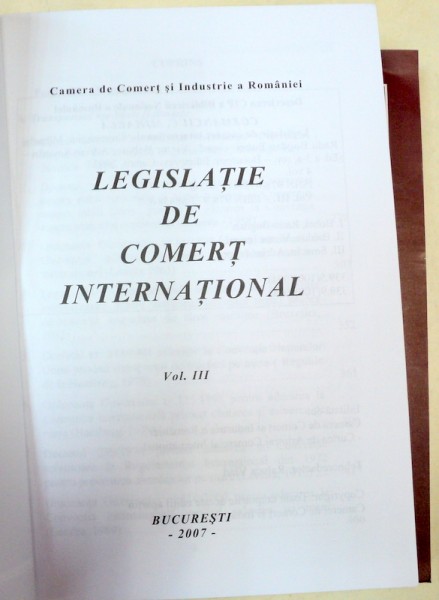 Camera de Comerț și Industrie a României
LEGISLAȚIE
DE
COMERȚ
INTERNAȚIONAL
Vol. III
BUCUREȘTI
- 2007 -